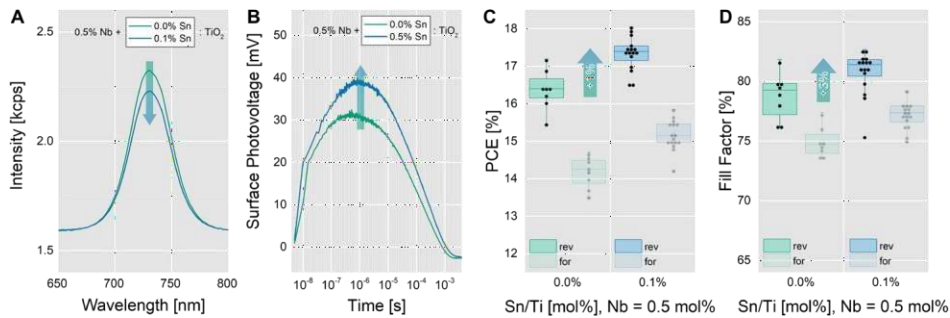 A
2.5
2.0
1.5
Intensity [kcps]
0.5% Nb +
0.0% Sn
0.1% Sn
: TiO2
650
700
750
800
Wavelength [nm]
B
50
40
30
20
10
0
Surface Photovoltage [mV]
0.5% Nb +
0.0% Sn
0.5% Sn
: TiO2
10-8
10-7
10-6
10-5
10-4
10-3
Time [s]
C
18
17
16
15
14
13
12
PCE [%]
rev
for
rev
for
0.0%
0.1%
Sn/Ti [mol%], Nb = 0.5 mol%
D
85
80
75
70
65
Fill Factor [%]
+3%
rev
for
rev
for
0.0%
0.1%
Sn/Ti [mol%], Nb = 0.5 mol%